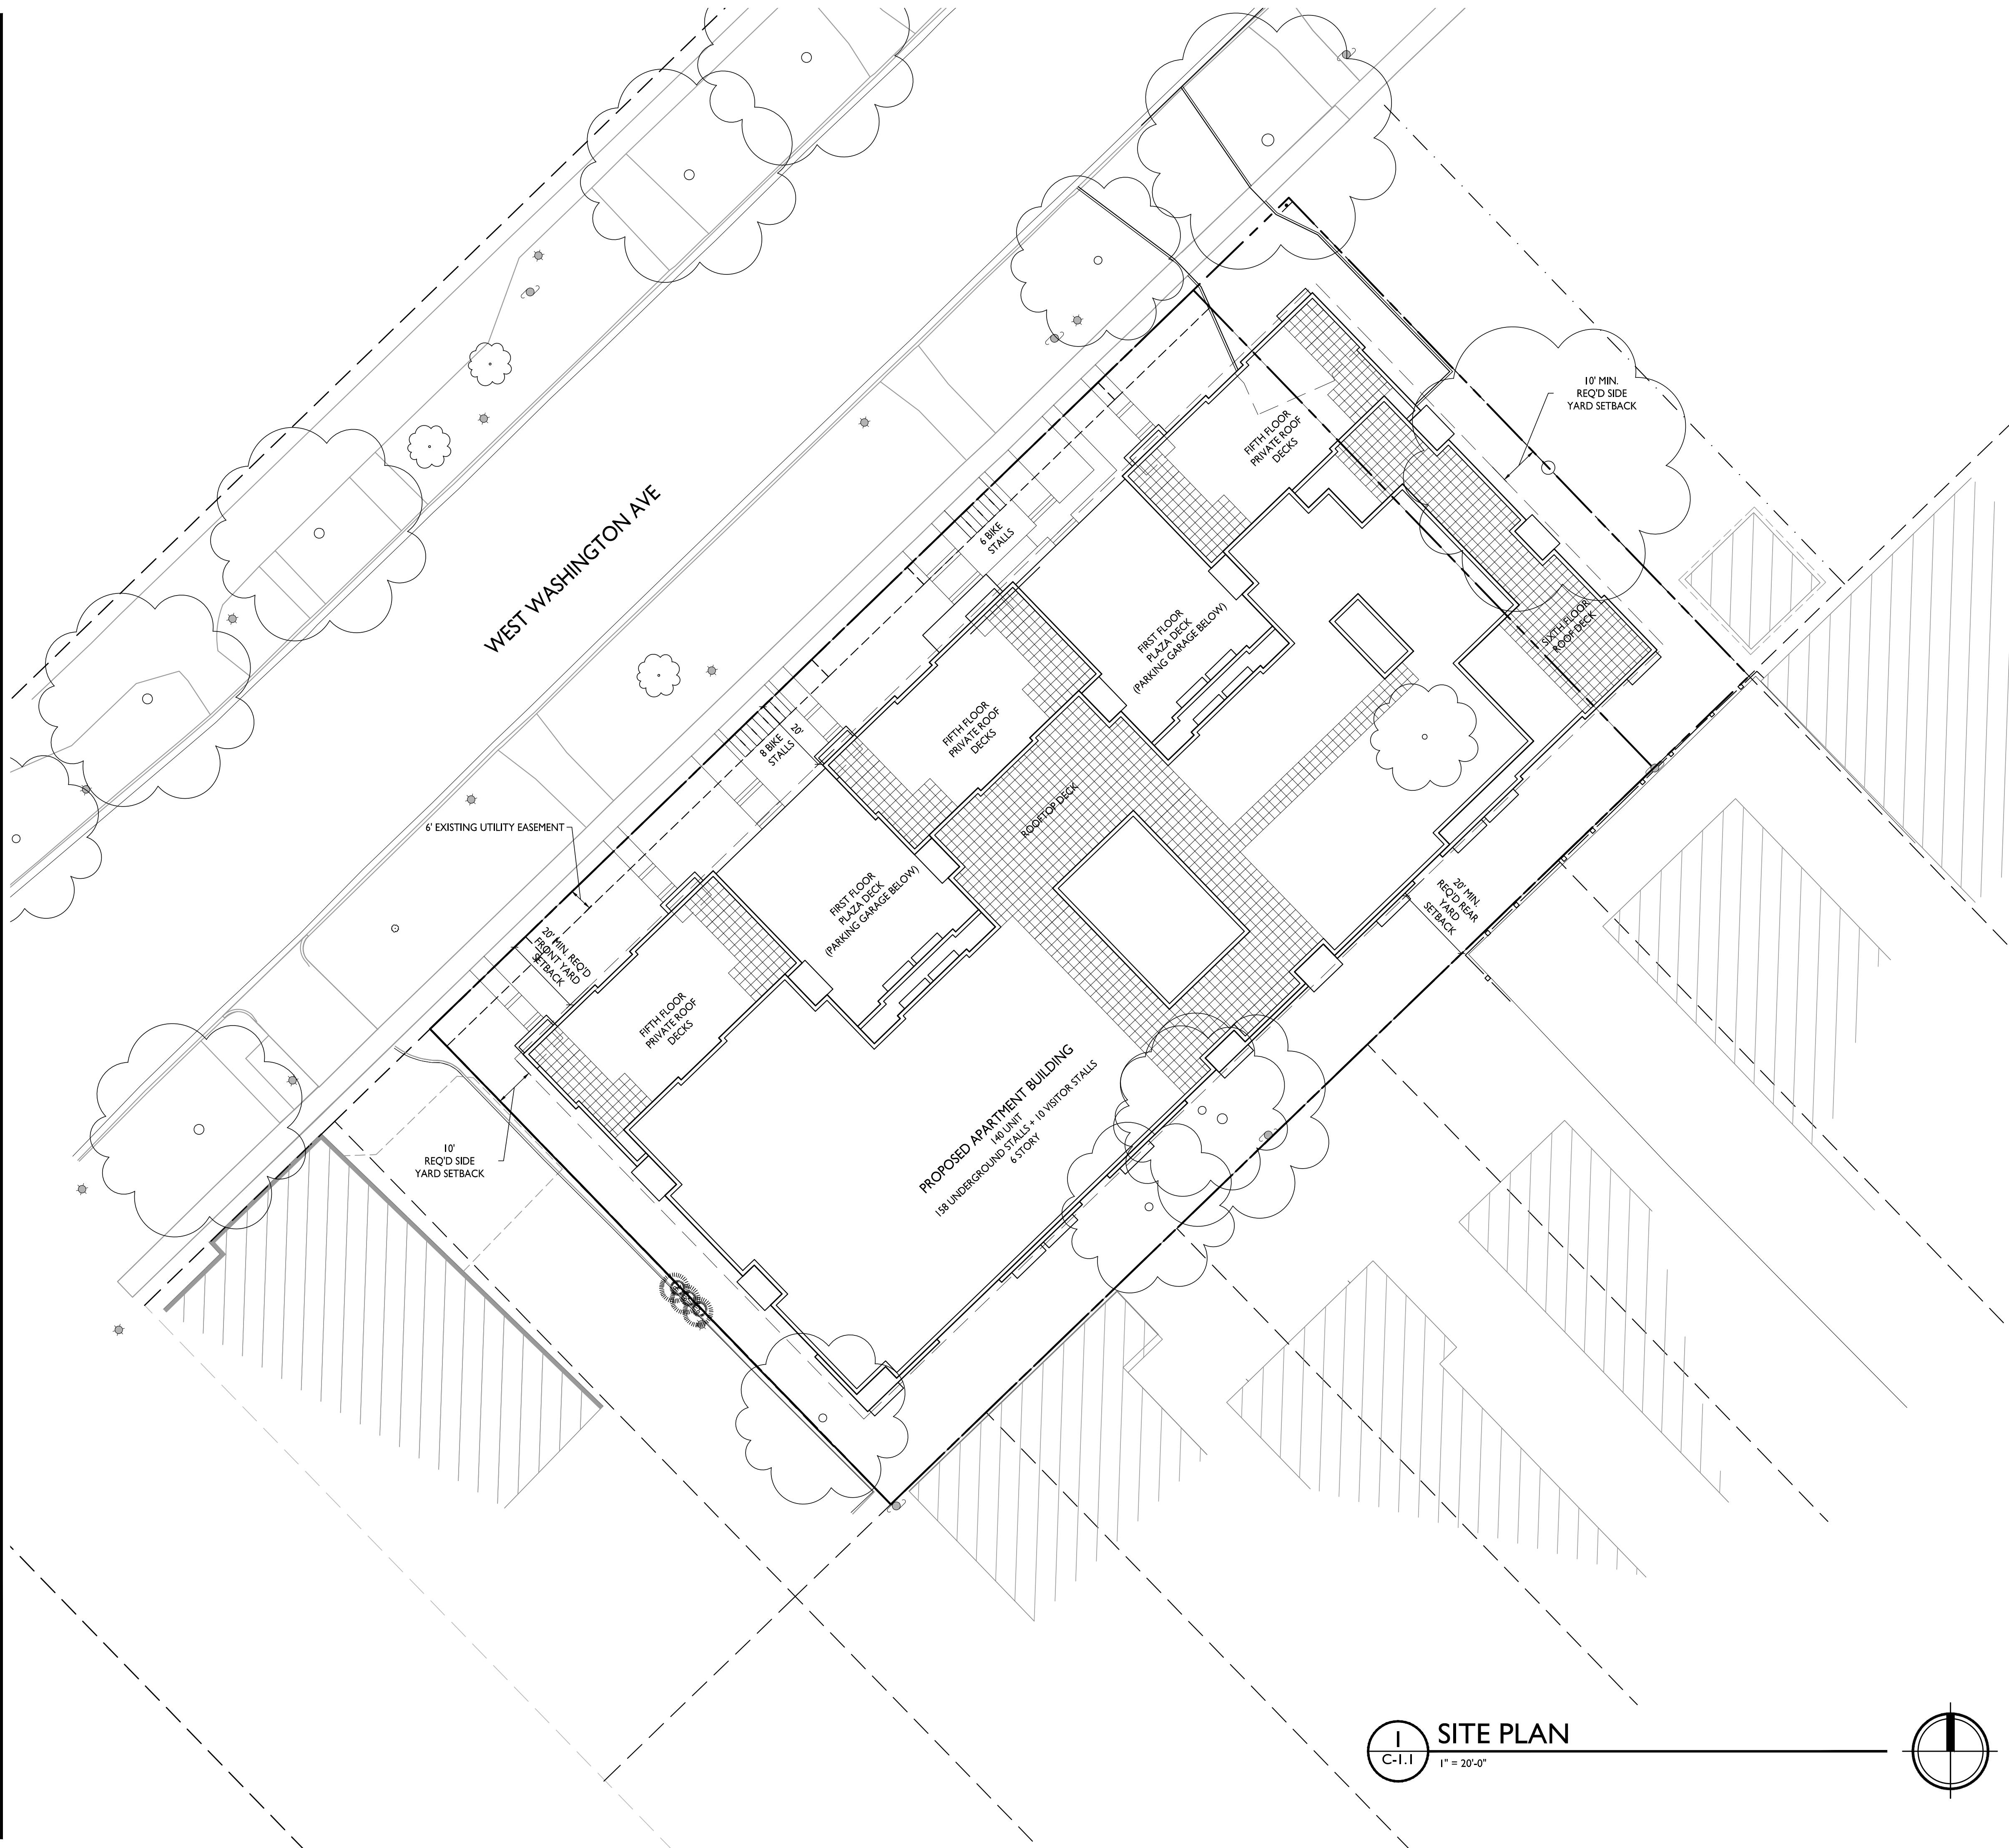 10' MIN.
REQ'D SIDE
YARD SETBACK
FIFTH FLOOR
PRIVATE ROOF
DECKS
WEST WASHINGTON AVE
6 BIKE
STALLS
FIRST FLOOR
PLAZA DECK
(PARKING GARAGE BELOW)
SIXTH FLOOR
ROOF DECK
FIFTH FLOOR
PRIVATE ROOF
DECKS
20'
8 BIKE
STALLS
ROOFTOP DECK
6' EXISTING UTILITY EASEMENT
FIRST FLOOR
PLAZA DECK
(PARKING GARAGE BELOW)
20' MIN.
REQ'D REAR
YARD
SETBACK
20' MIN. REQ'D
FRONT YARD
SETBACK
FIFTH FLOOR
PRIVATE ROOF
DECKS
10'
REQ'D SIDE
YARD SETBACK
PROPOSED APARTMENT BUILDING
140 UNIT
158 UNDERGROUND STALLS + 10 VISITOR STALLS
6 STORY
1
C-1.1
SITE PLAN
1" = 20'-0"